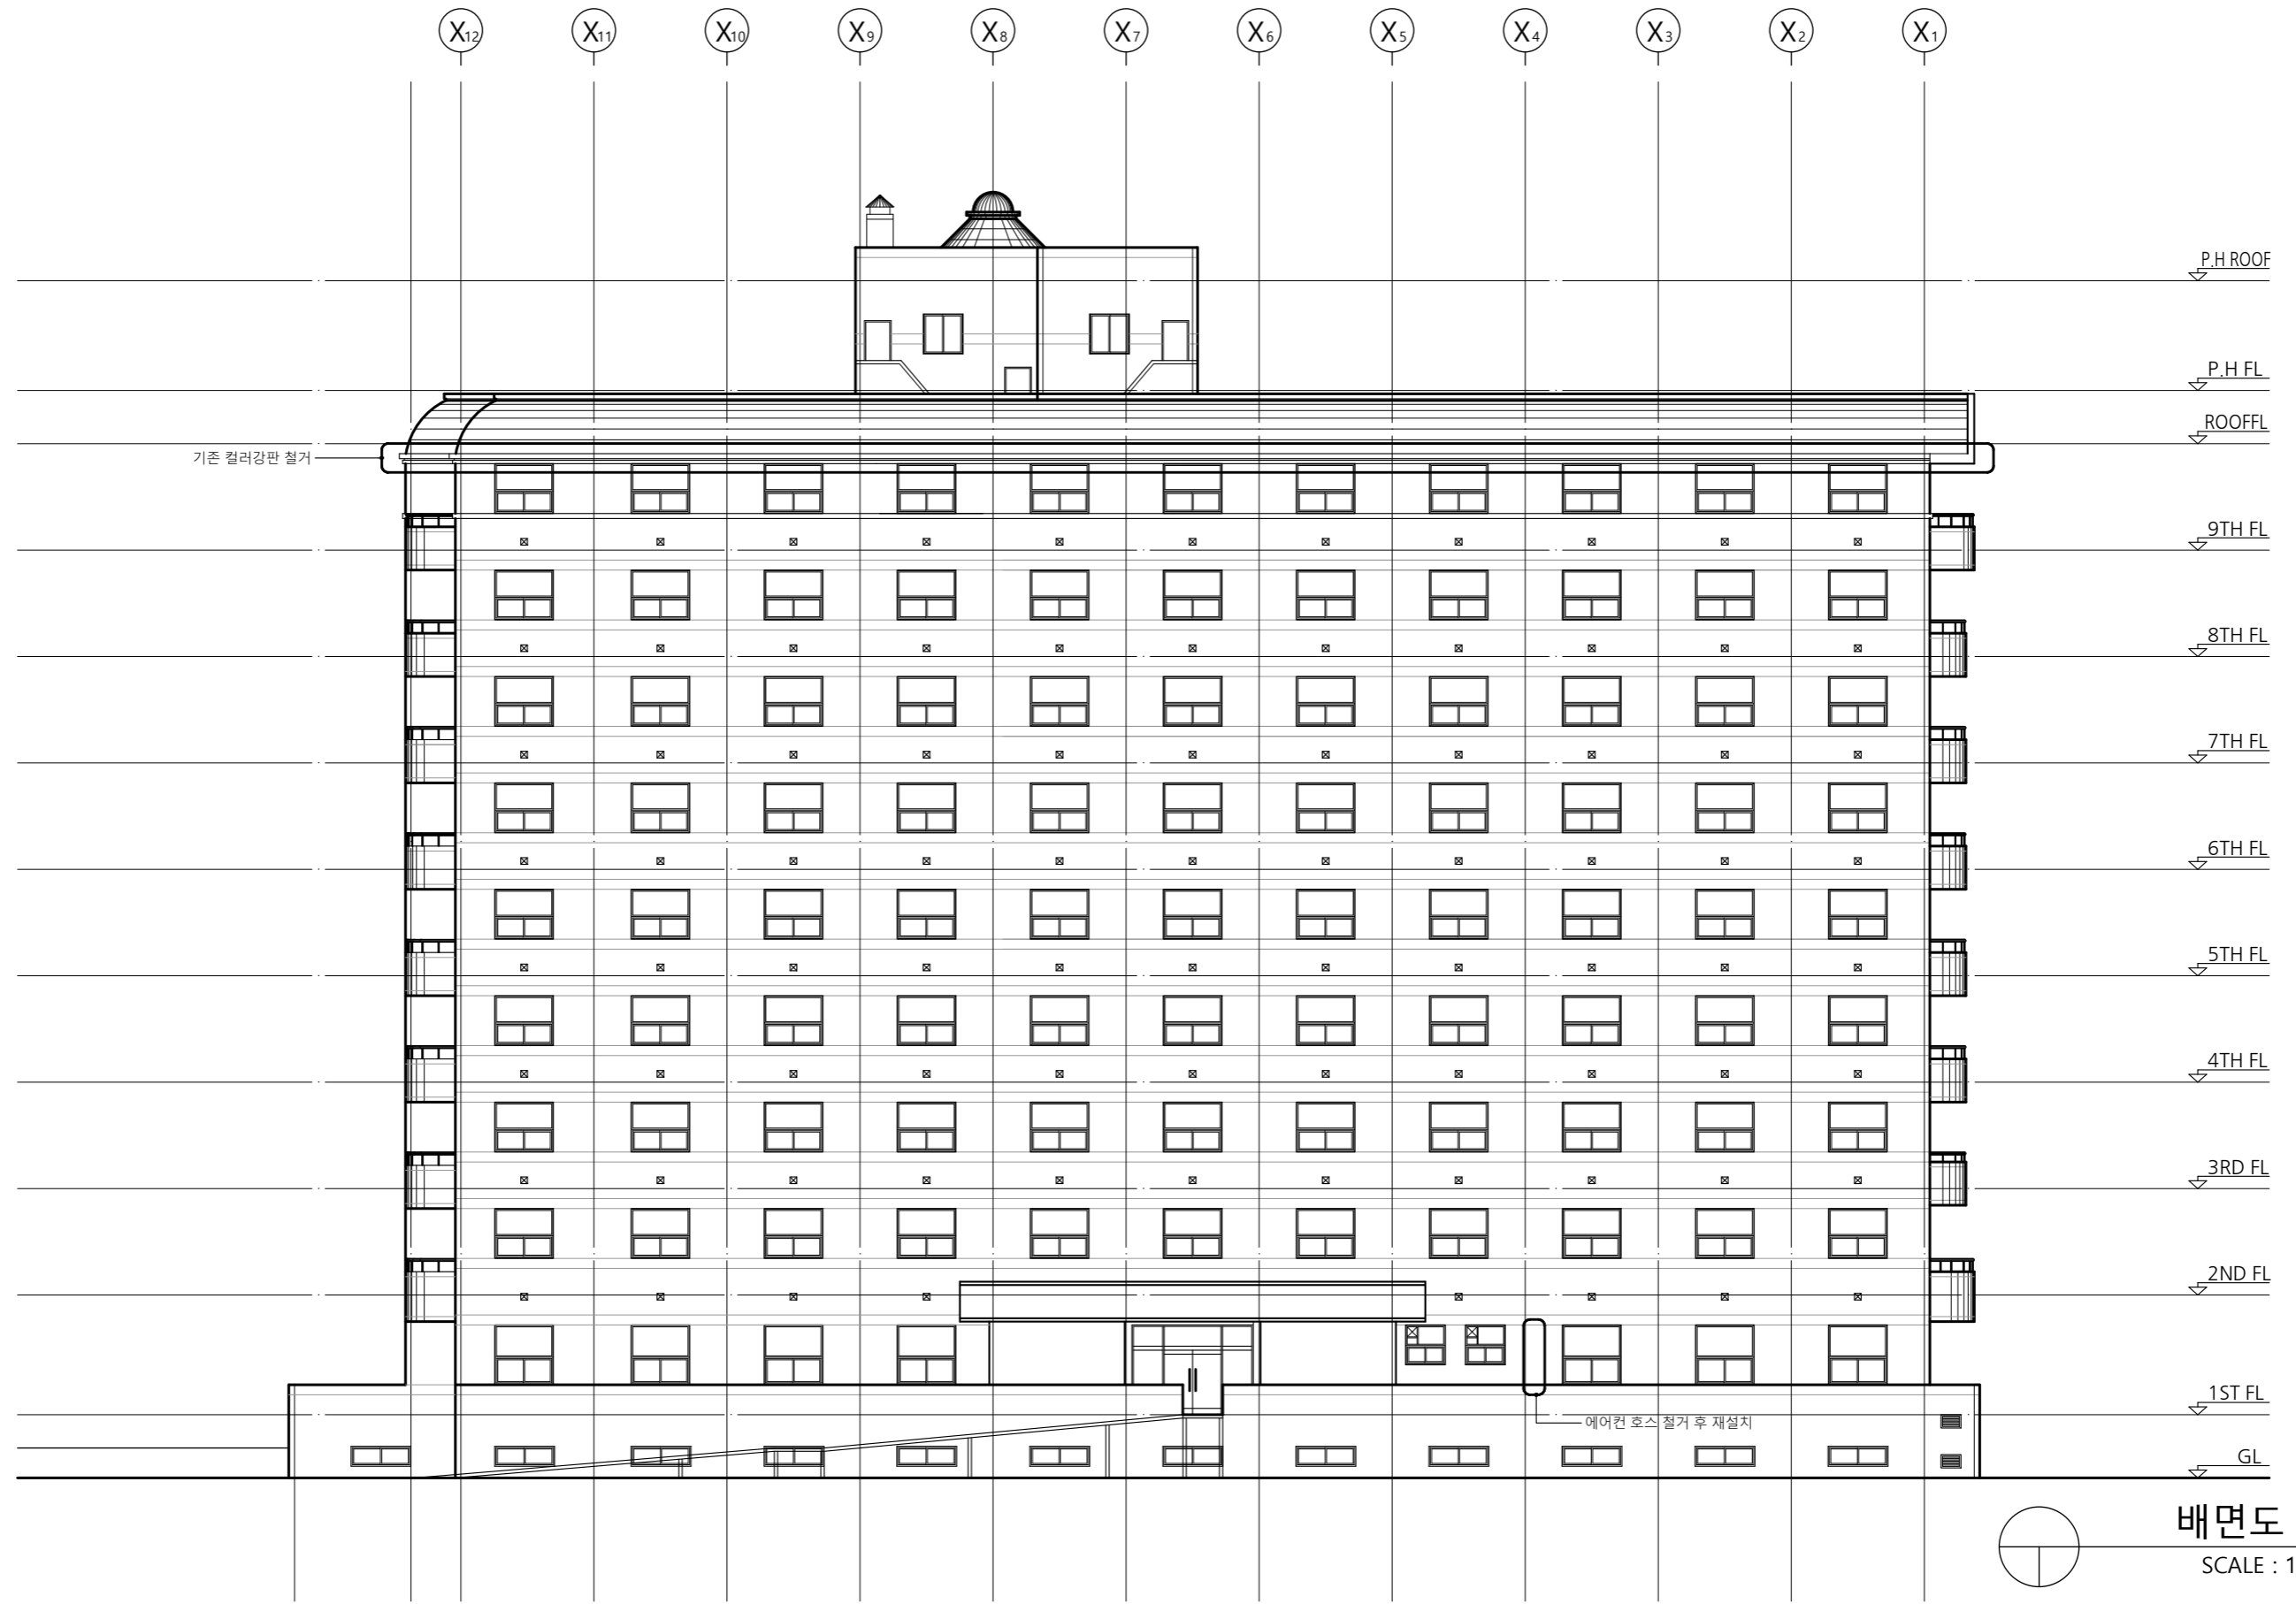 X12 X11 X10 X9 X8 X7 X6 X5 X4 X3 X2 X1
P.H ROOF
P.H FL
ROOFFL
기존 컬러강판 철거
9TH FL
8TH FL
7TH FL
6TH FL
5TH FL
4TH FL
3RD FL
2ND FL
1ST FL
에어컨 호스 철거 후 재설치
GL
배면도
SCALE : 1